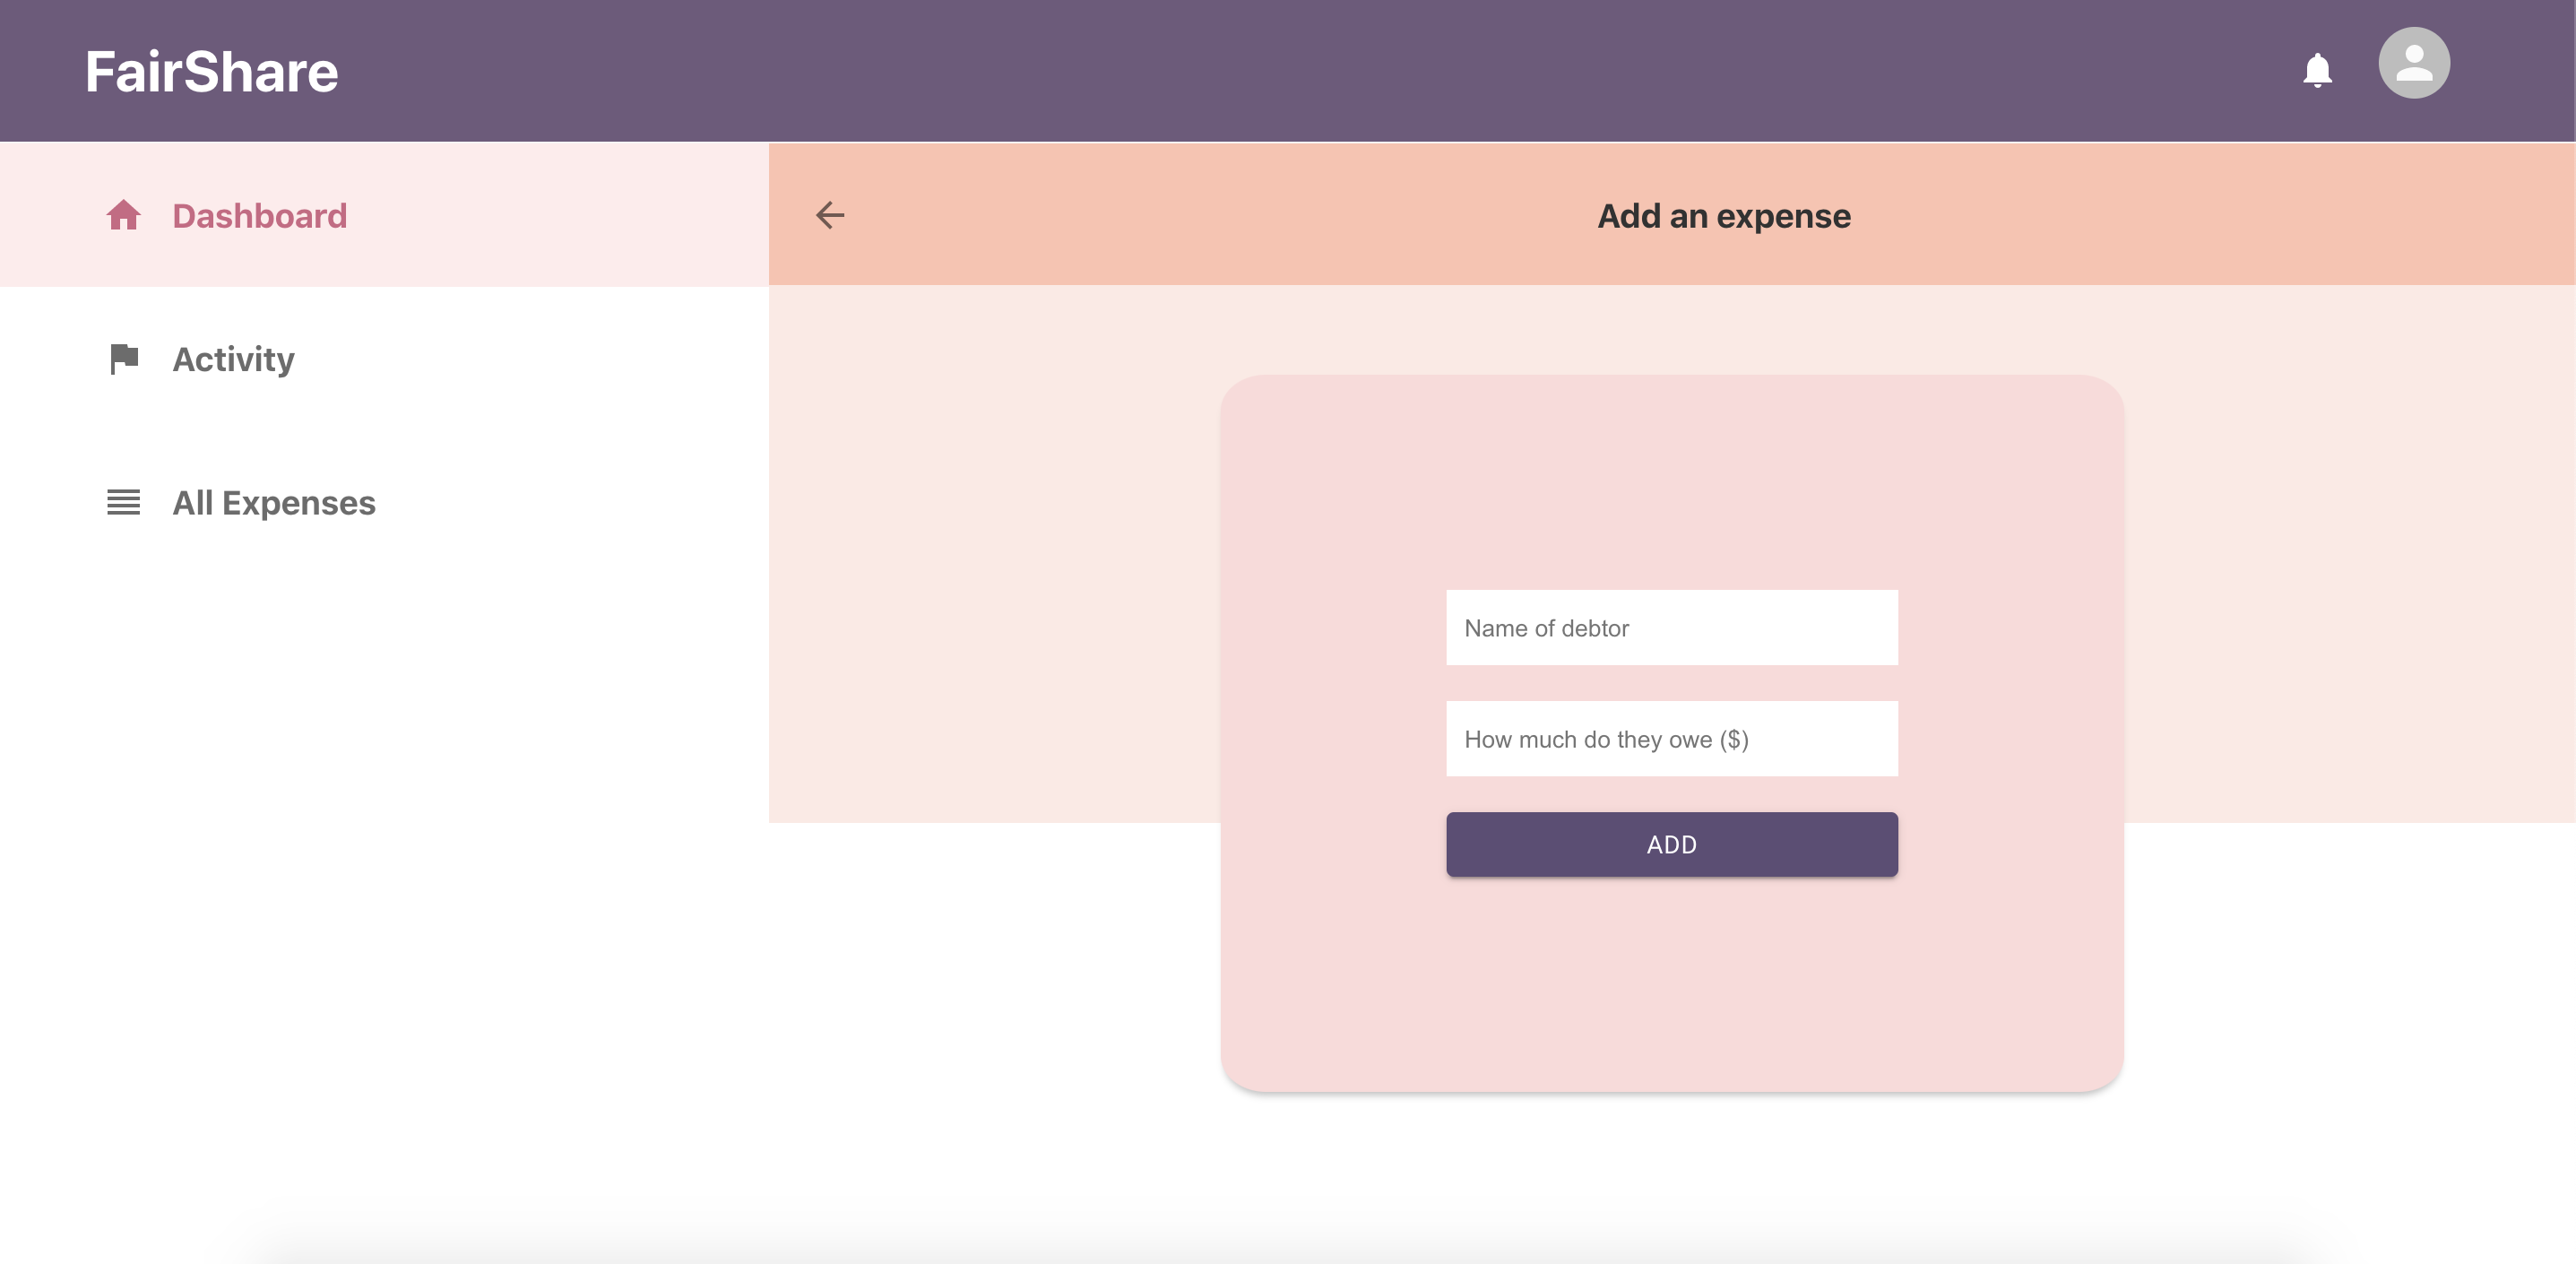 FairShare
Dashboard
Add an expense
Activity
All Expenses
Name of debtor
How much do they owe ($)
ADD